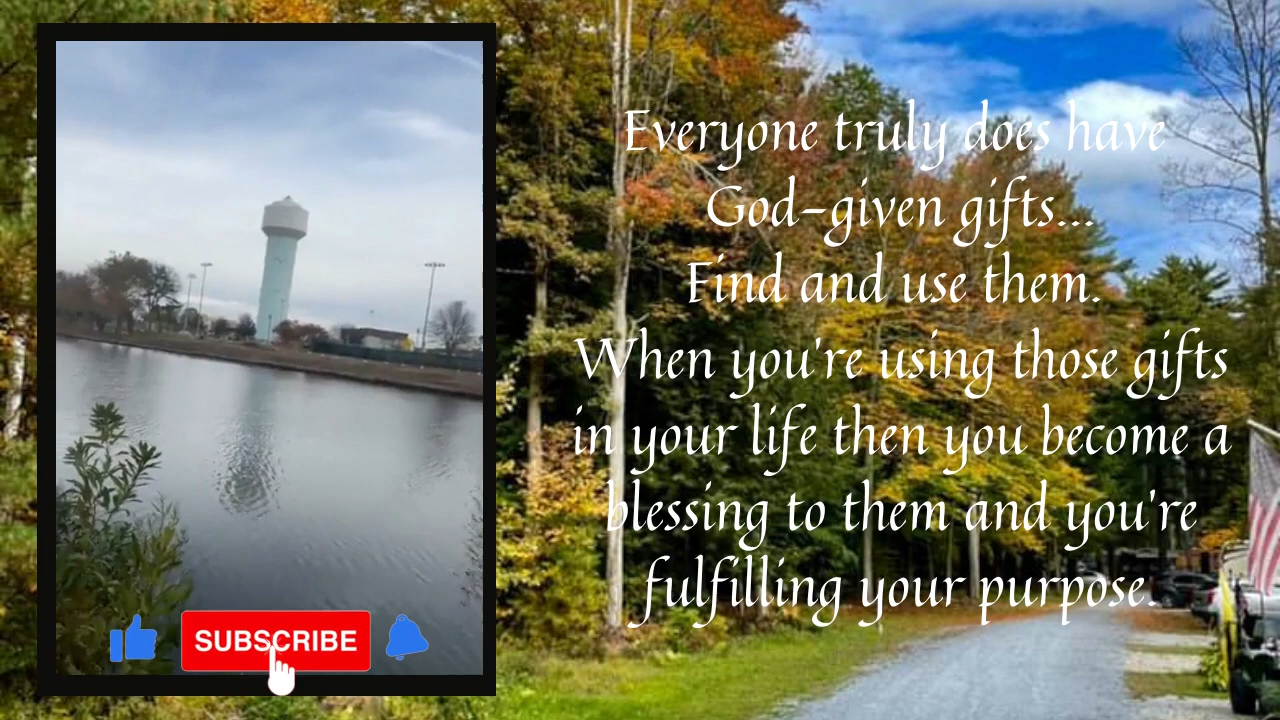 Everyone truly does have
God-given gifts...
Find and use them.
When you're using those gifts
in your life then you become a
blessing to them and you're
fulfilling your purpose.
SUBSCRIBE